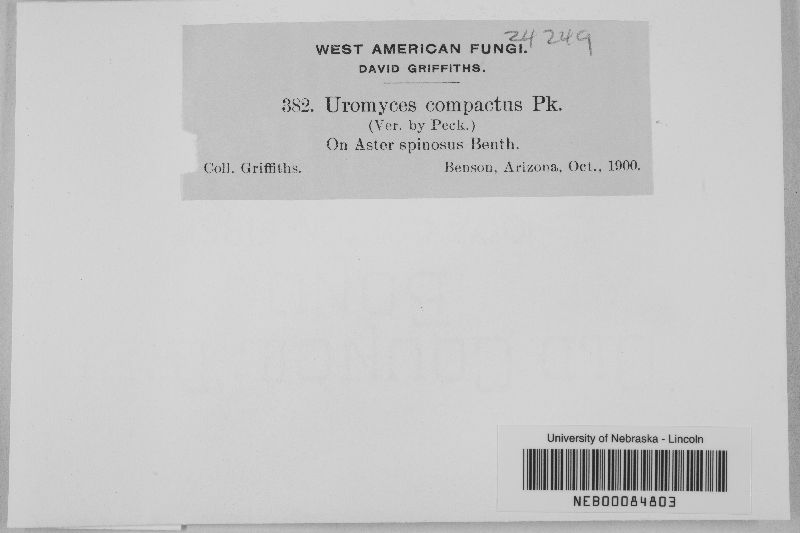 24249
WEST AMERICAN FUNGI.
DAVID GRIFFITHS.
382. Uromyces compactus Pk.
(Ver. by Peck.)
On Aster spinosus Benth.
Coll. Griffiths. Benson, Arizona, Oct., 1900.
University of Nebraska - Lincoln
NEB00084803